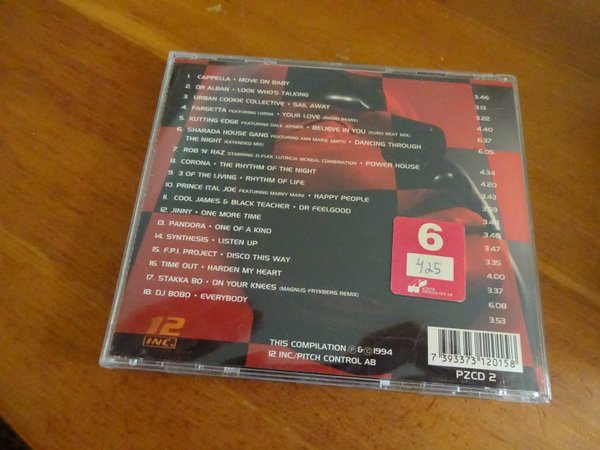 1. CAPPELLA • MOVE ON BABY
2. DR ALBAN • LOOK WHO'S TALKING
3. URBAN COOKIE COLLECTIVE • SAIL AWAY
4. FARGETTA FEATURING LORNA • YOUR LOVE (RADIO REMIX)
5. KUTTING EDGE FEATURING DALE JOYNER • BELIEVE IN YOU (EURO BEAT MIX)
6. SHARADA HOUSE GANG FEATURING ANN MARIE SMITH • DANCING THROUGH
THE NIGHT (EXTENDED MIX)
7. ROB 'N' RAZ STARRING D-FLEX LUTRICIA MCNEAL COMBINATION • POWER HOUSE
8. CORONA • THE RHYTHM OF THE NIGHT
9. 3 OF THE LIVING • RHYTHM OF LIFE
10. PRINCE ITAL JOE FEATURING MARKY MARK • HAPPY PEOPLE
11. COOL JAMES & BLACK TEACHER • DR FEELGOOD
12. JINNY • ONE MORE TIME
13. PANDORA • ONE OF A KIND
14. SYNTHESIS • LISTEN UP
15. F.P.I. PROJECT • DISCO THIS WAY
16. TIME OUT • HARDEN MY HEART
17. STAKKA BO • ON YOUR KNEES (MAGNUS FRYKBERG REMIX)
18. DJ BOBO • EVERYBODY
3.46
3.13
3.22
4.40
6.37
6.05
4.34
4.20
3.43
3.48
3.47
3.35
4.00
3.37
6.08
3.53
6
425
12
INC.
THIS COMPILATION ℗ & © 1994
12 INC./PITCH CONTROL AB
7 393373 120158
PZCD 2